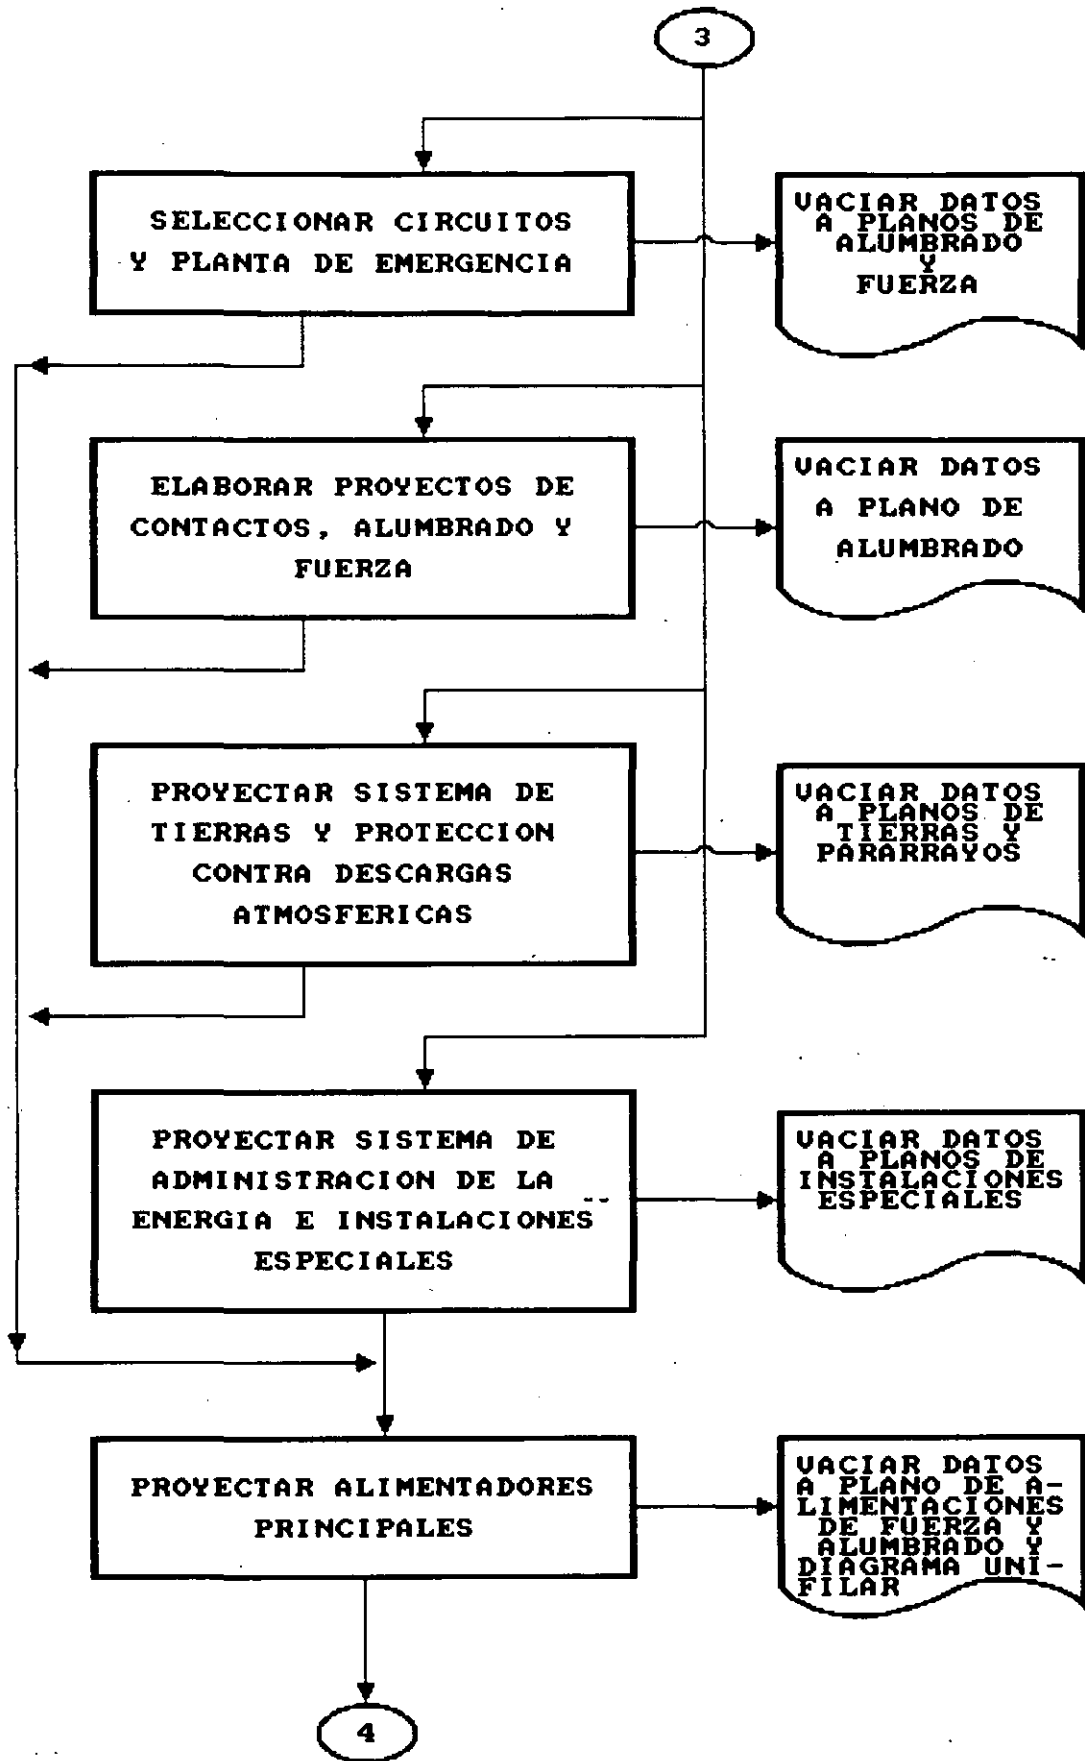 3
SELECCIONAR CIRCUITOS
Y PLANTA DE EMERGENCIA
VACIAR DATOS
A PLANOS DE
ALUMBRADO
Y
FUERZA
ELABORAR PROYECTOS DE
CONTACTOS, ALUMBRADO Y
FUERZA
VACIAR DATOS
A PLANO DE
ALUMBRADO
PROYECTAR SISTEMA DE
TIERRAS Y PROTECCION
CONTRA DESCARGAS
ATMOSFERICAS
VACIAR DATOS
A PLANOS DE
TIERRAS Y
PARARRAYOS
PROYECTAR SISTEMA DE
ADMINISTRACION DE LA
ENERGIA E INSTALACIONES
ESPECIALES
VACIAR DATOS
A PLANOS DE
INSTALACIONES
ESPECIALES
PROYECTAR ALIMENTADORES
PRINCIPALES
VACIAR DATOS
A PLANO DE A-
LIMENTACIONES
DE FUERZA Y
ALUMBRADO Y
DIAGRAMA UNI-
FILAR
4